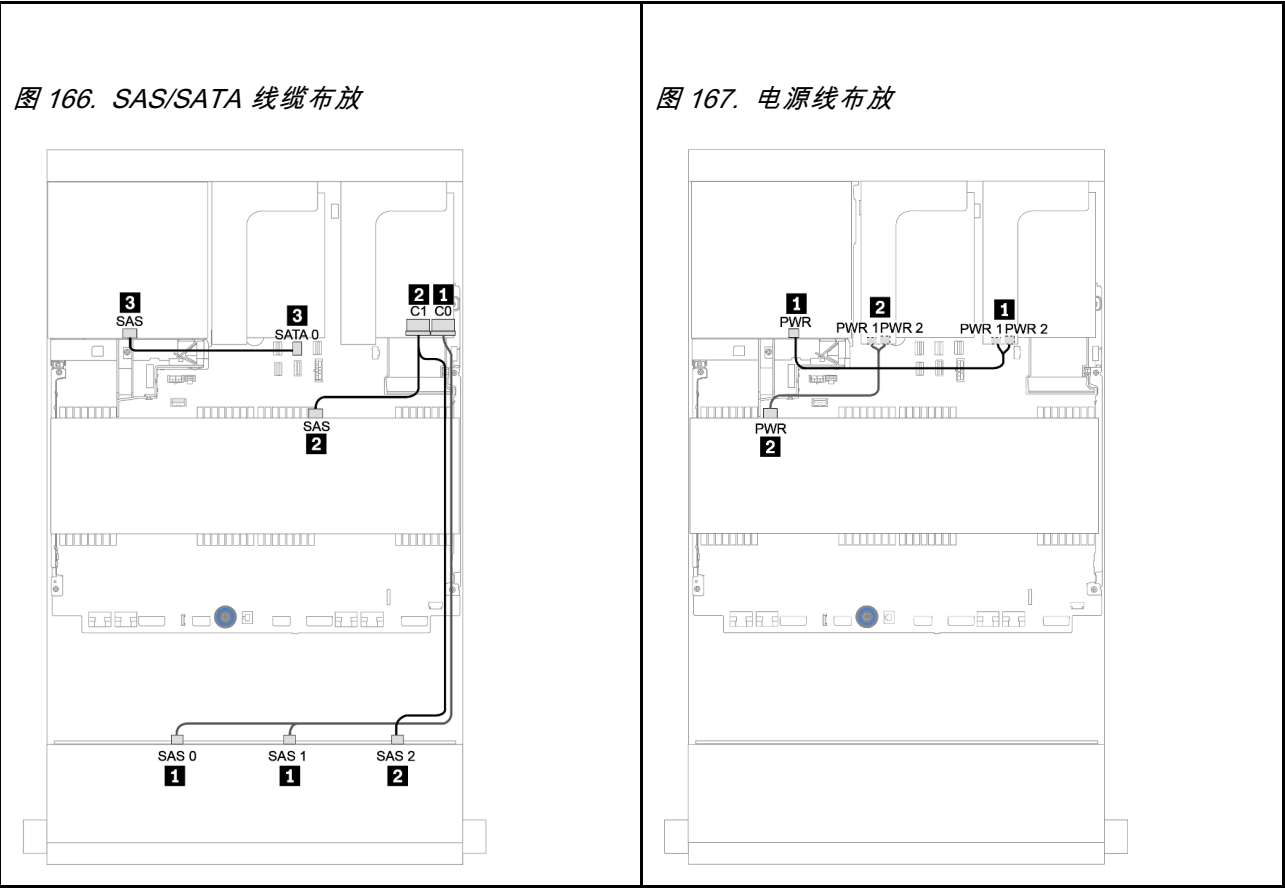 图 166. SAS/SATA 线缆布放
3
SAS
3
SATA 0
2 1
C1 C0
SAS
2
SAS 0
1
SAS 1
1
SAS 2
2
图 167. 电源线布放
1
PWR
2
PWR 1 PWR 2
1
PWR 1 PWR 2
PWR
2